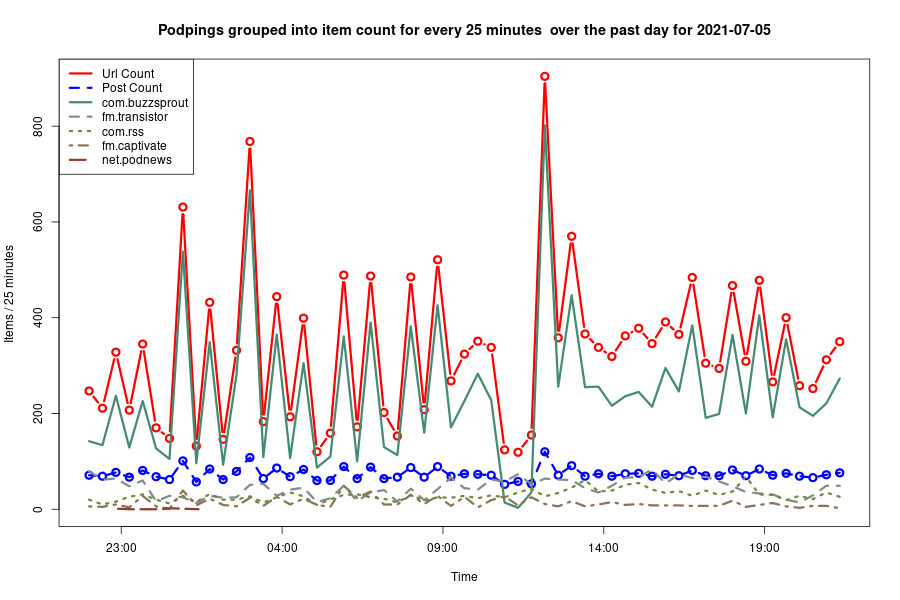 Podpings grouped into item count for every 25 minutes  over the past day for 2021-07-05
Url Count
Post Count
com.buzzsprout
fm.transistor
com.rss
fm.captivate
net.podnews
Items / 25 minutes
800
600
400
200
0
23:00
04:00
09:00
14:00
19:00
Time